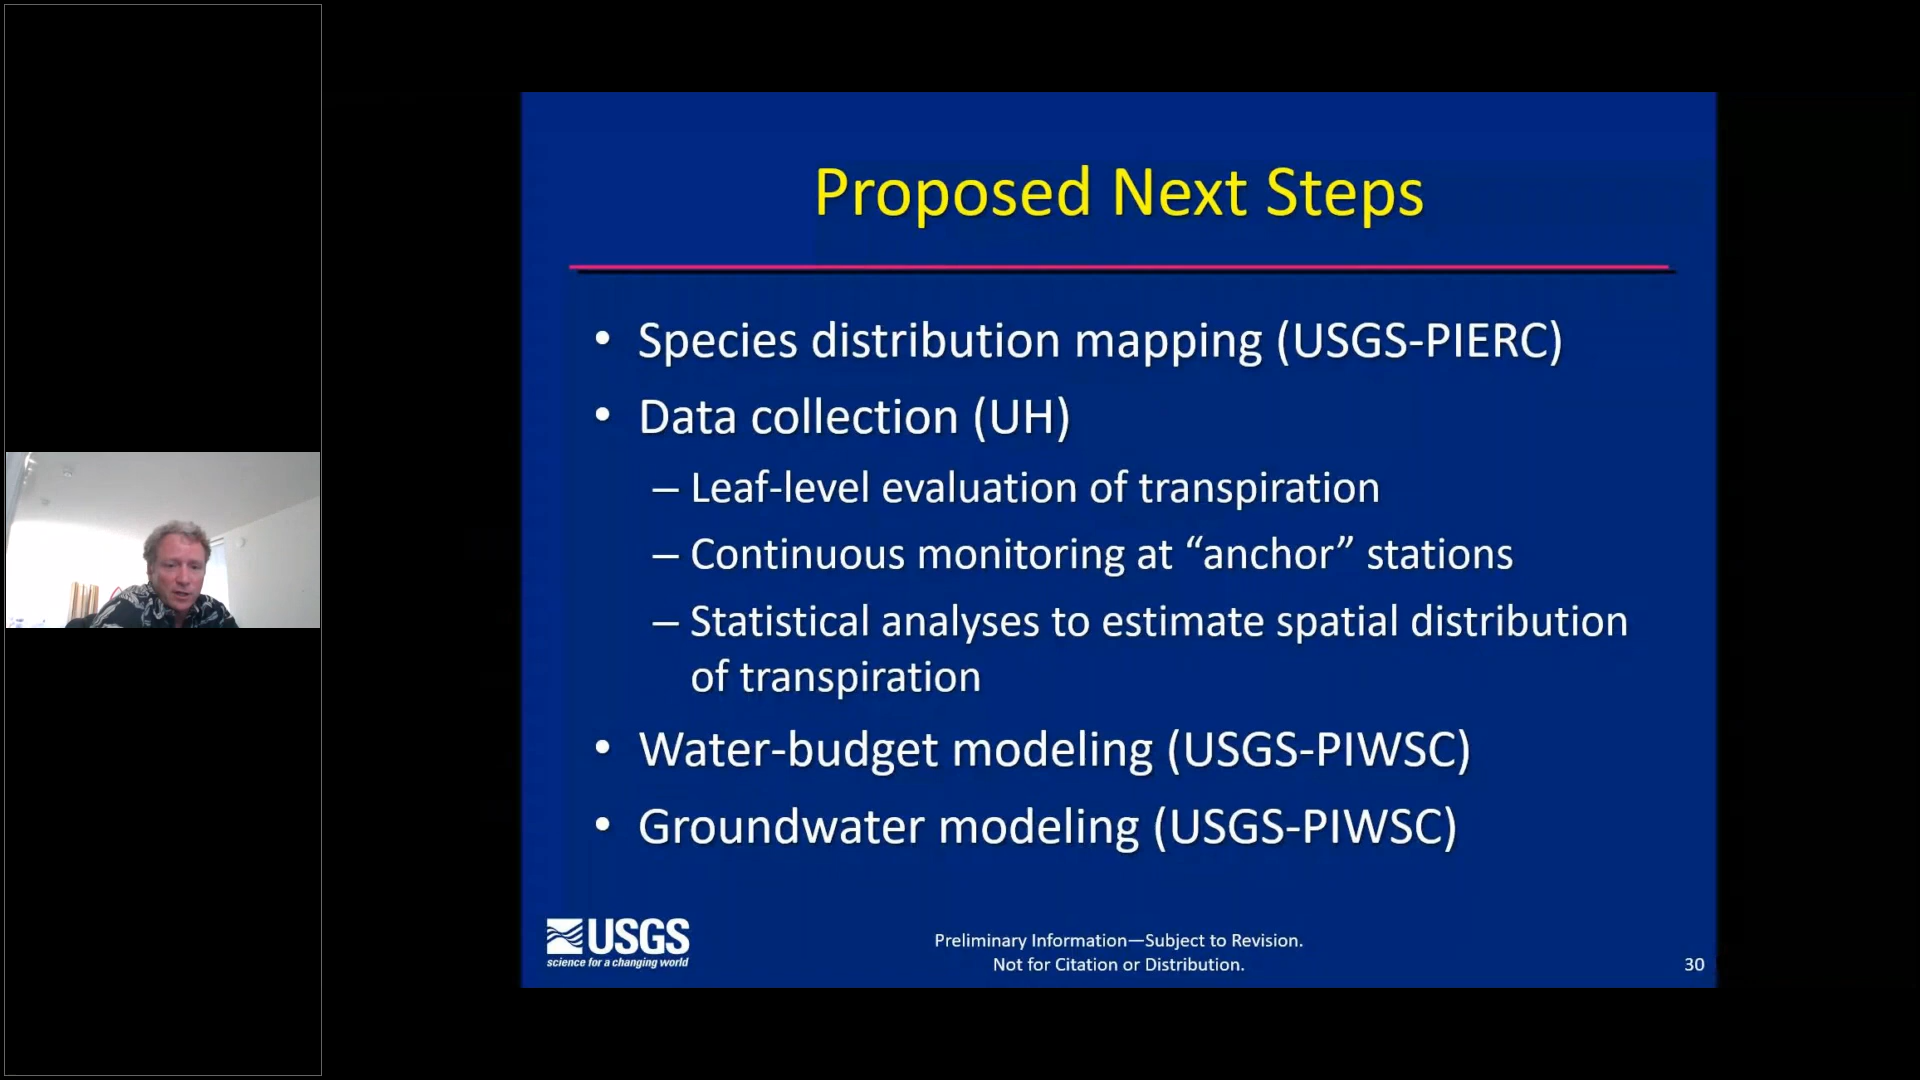 Proposed Next Steps
• Species distribution mapping (USGS-PIERC)
• Data collection (UH)
– Leaf-level evaluation of transpiration
– Continuous monitoring at “anchor” stations
– Statistical analyses to estimate spatial distribution
of transpiration
• Water-budget modeling (USGS-PIWSC)
• Groundwater modeling (USGS-PIWSC)
USGS
science for a changing world
Preliminary Information—Subject to Revision.
Not for Citation or Distribution.
30